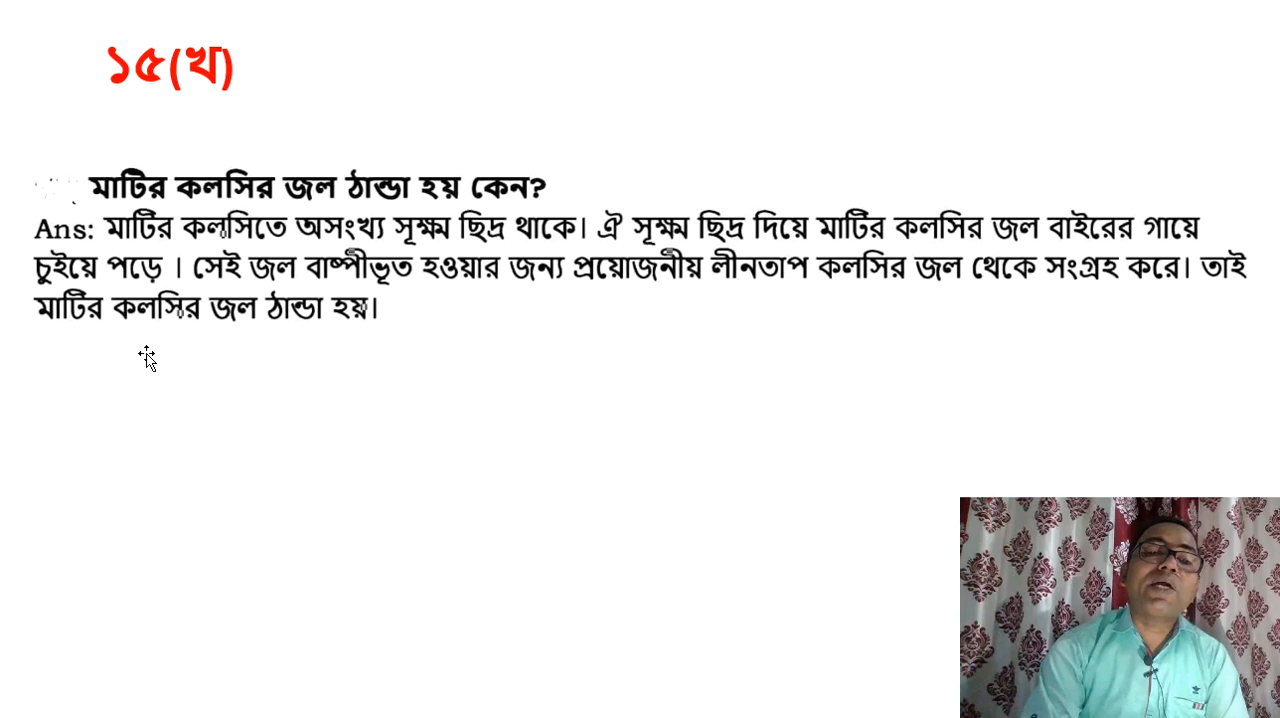 ১৫(খ)
মাটির কলসির জল ঠান্ডা হয় কেন?
Ans: মাটির কলসিতে অসংখ্য সূক্ষ্ম ছিদ্র থাকে। ঐ সূক্ষ্ম ছিদ্র দিয়ে মাটির কলসির জল বাইরের গায়ে
চুইয়ে পড়ে । সেই জল বাষ্পীভূত হওয়ার জন্য প্রয়োজনীয় লীনতাপ কলসির জল থেকে সংগ্রহ করে। তাই
মাটির কলসির জল ঠান্ডা হয়।